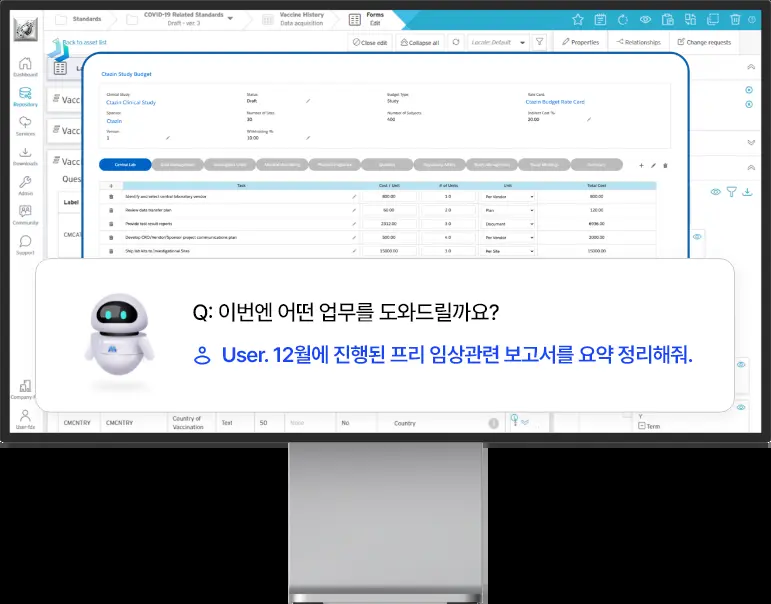 Standards
COVID-19 Related Standards
Draft - ver. 3
Vaccine History
Data acquisition
Forms
Edit
Back to asset list
Close edit
Collapse all
Locale: Default
Properties
Relationships
Change requests
Dashboard
Repository
Services
Downloads
Admin
Community
Support
User-file
Vacc
Vacc
Vacc
Ques
Label
CMCAT
Ctazin Study Budget
Clinical Study
Ctazin Clinical Study
Status
Draft
Budget Type
Study
Rate Card
Ctazin Budget Rate Card
Sponsor
Ctazin
Number of Sites
30
Number of Subjects
400
Indirect Cost %
20.00
Version
1
Withholding %
10.00
Central Lab
Task
Cost / Unit
# of Units
Unit
Total Cost
Identify and select central laboratory vendor
800.00
1.0
Per Vendor
800.00
Review data transfer plan
60.00
2.0
Plan
120.00
Provide test result reports
2312.00
3.0
Document
6936.00
Develop CRO/Vendor/Sponsor project communications plan
500.00
4.0
Per Vendor
2000.00
Ship lab kits to Investigational Sites
15000.00
1.0
Per Site
15000.00
Q: 이번엔 어떤 업무를 도와드릴까요?
User. 12월에 진행된 프리 임상관련 보고서를 요약 정리해줘.
CMCNTRY
CMCNTRY
Country of
Vaccination
Text
50
No
Country
Term